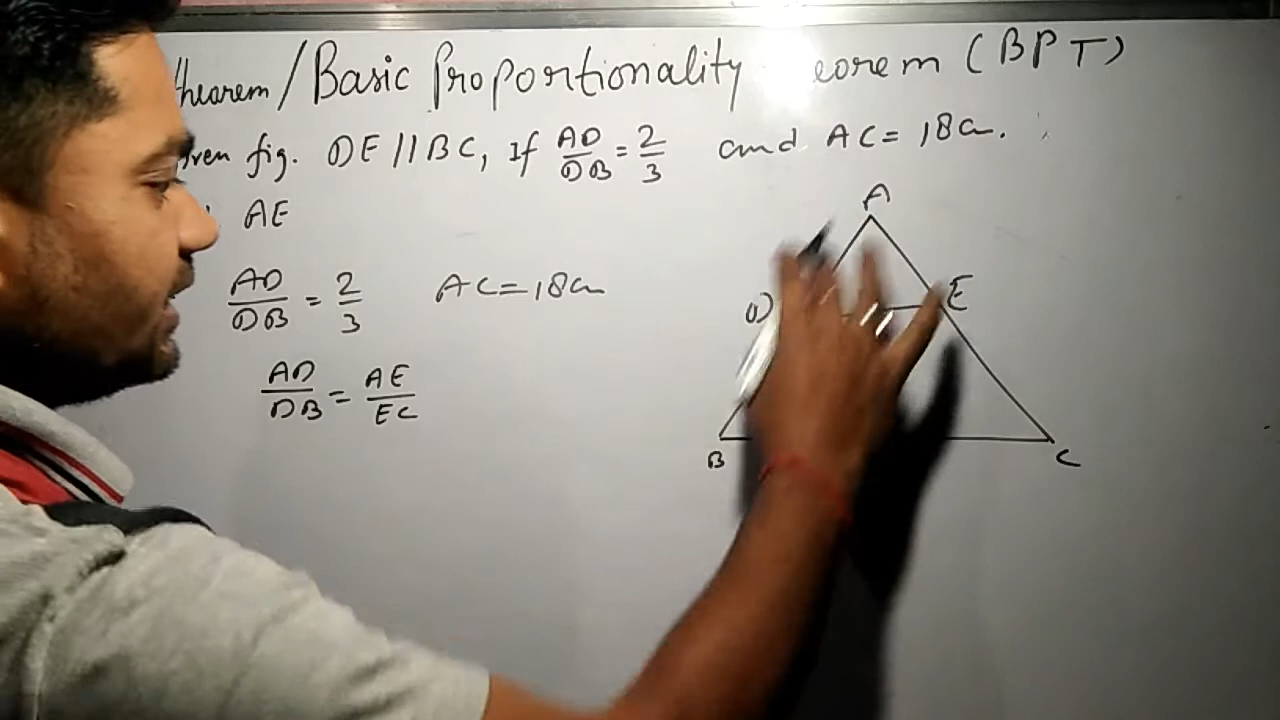 theorem / Basic Proportionality eorem (BPT)
ven fig. DE // BC, If AD/DB = 2/3 and AC = 18cm.
AE
AD/DB = 2/3 AC = 18cm
AD/DB = AE/EC
A
D E
B C